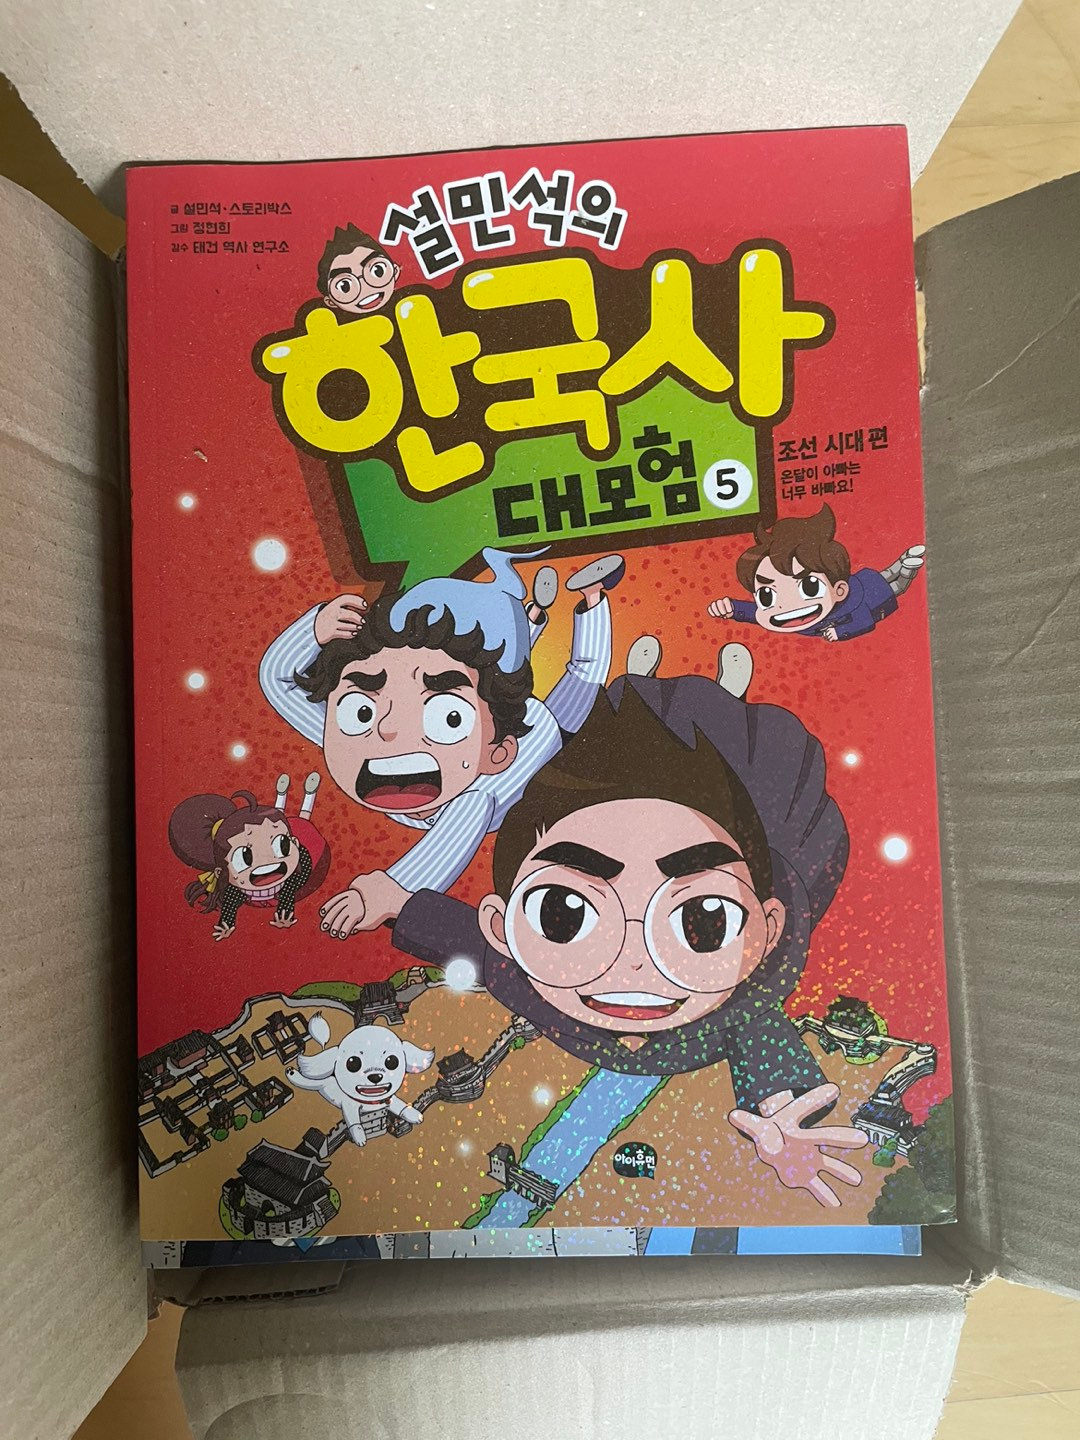 글 설민석·스토리박스
그림 정현희
감수 태건 역사 연구소
설민석의
한국사
대모험 5
조선 시대 편
온달이 아빠는
너무 바빠요!
아이휴먼